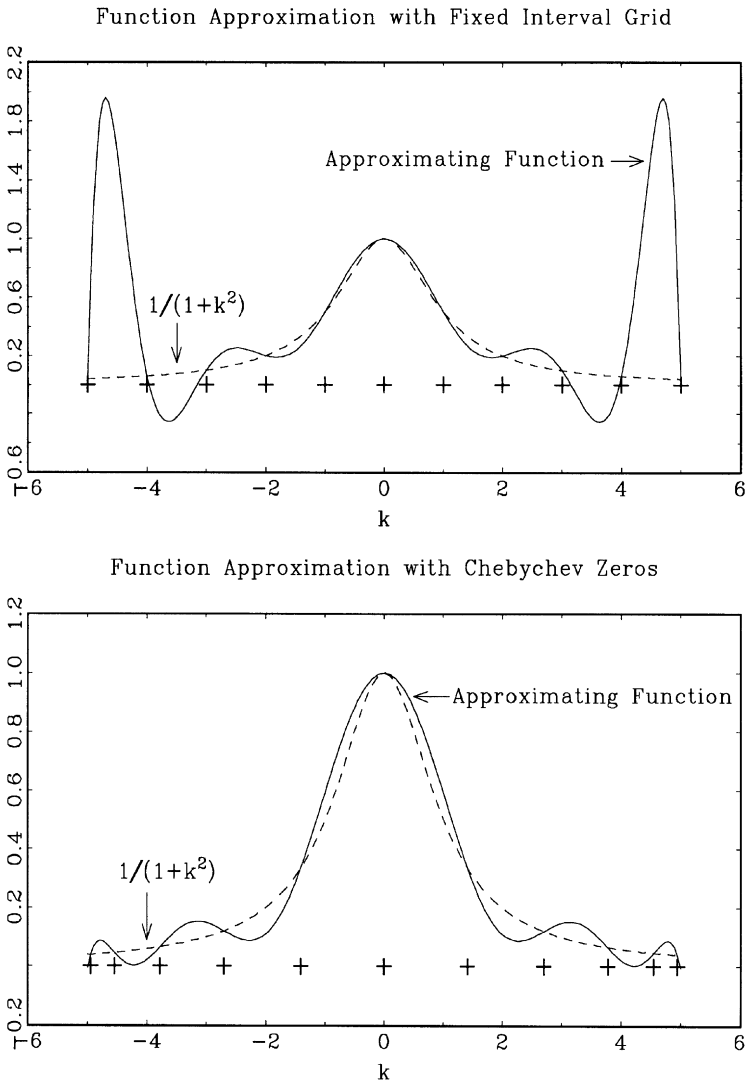 Function Approximation with Fixed Interval Grid
2.2
1.8
1.4
1.0
0.6
0.2
-0.6
Approximating Function
1/(1+k²)
-6 -4 -2 0 2 4 6
k
Function Approximation with Chebychev Zeros
1.2
1.0
0.8
0.6
0.4
0.2
-0.2
Approximating Function
1/(1+k²)
-6 -4 -2 0 2 4 6
k